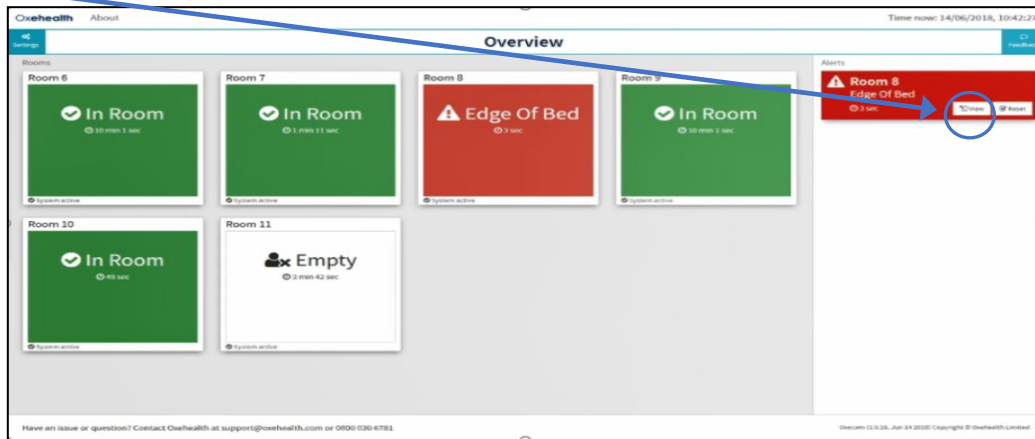 Oxehealth About Time now: 14/06/2018, 10:42:27
Settings Overview Feedback
Rooms Alerts
Room 6
In Room
10 min 1 sec
System active
Room 7
In Room
1 min 11 sec
System active
Room 8
Edge Of Bed
3 sec
System active
Room 9
In Room
10 min 1 sec
System active
Room 10
In Room
49 sec
System active
Room 11
Empty
3 min 42 sec
System active
Room 8
Edge Of Bed
3 sec View Reset
Have an issue or question? Contact Oxehealth at support@oxehealth.com or 0800 030 6781
Copyright © Oxehealth Limited